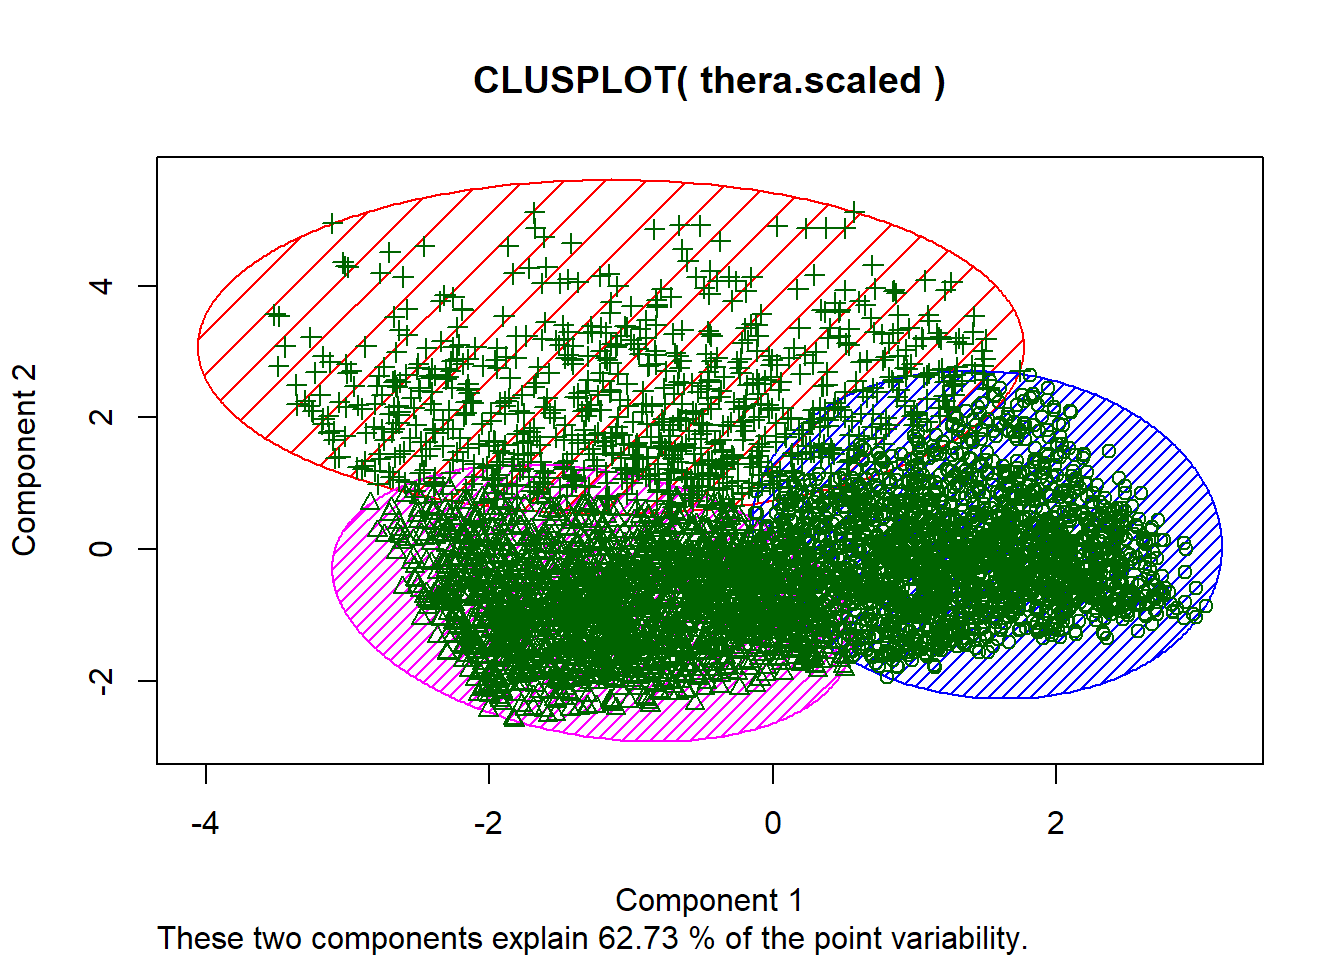 CLUSPLOT( thera.scaled )
Component 2
4
2
0
-2
-4
-2
0
2
Component 1
These two components explain 62.73 % of the point variability.